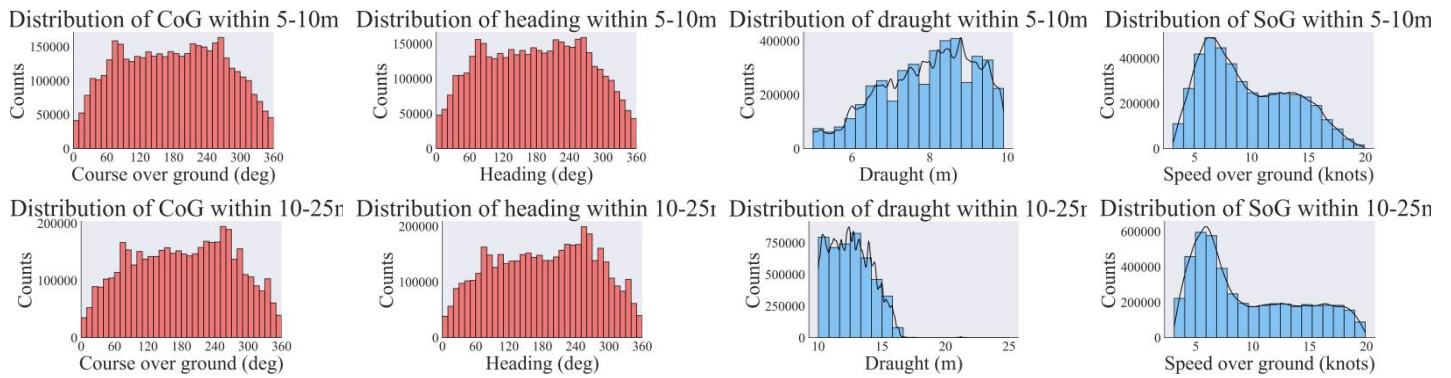 Distribution of CoG within 5-10m
150000
100000
50000
0
Counts
0 60 120 180 240 300 360
Course over ground (deg)
Distribution of heading within 5-10m
150000
100000
50000
0
Counts
0 60 120 180 240 300 360
Heading (deg)
Distribution of draught within 5-10m
400000
200000
0
Counts
6 8 10
Draught (m)
Distribution of SoG within 5-10m
400000
200000
0
Counts
5 10 15 20
Speed over ground (knots)
Distribution of CoG within 10-25
200000
100000
0
Counts
0 60 120 180 240 300 360
Course over ground (deg)
Distribution of heading within 10-25
200000
100000
0
Counts
0 60 120 180 240 300 360
Heading (deg)
Distribution of draught within 10-25
750000
500000
250000
0
Counts
10 15 20 25
Draught (m)
Distribution of SoG within 10-25
600000
400000
200000
0
Counts
5 10 15 20
Speed over ground (knots)